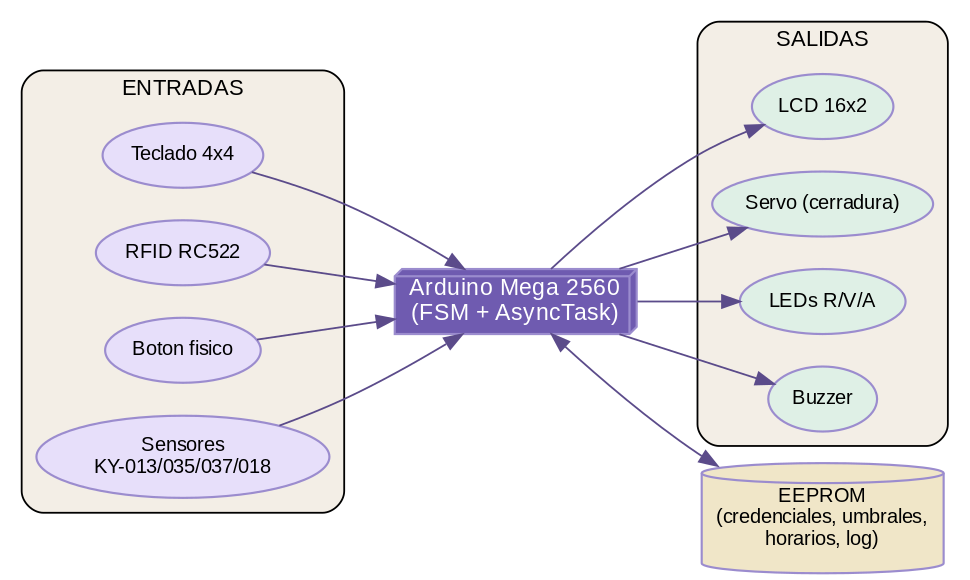 ENTRADAS
Teclado 4x4
RFID RC522
Boton fisico
Sensores
KY-013/035/037/018
Arduino Mega 2560
(FSM + AsyncTask)
SALIDAS
LCD 16x2
Servo (cerradura)
LEDs R/V/A
Buzzer
EEPROM
(credenciales, umbrales,
horarios, log)